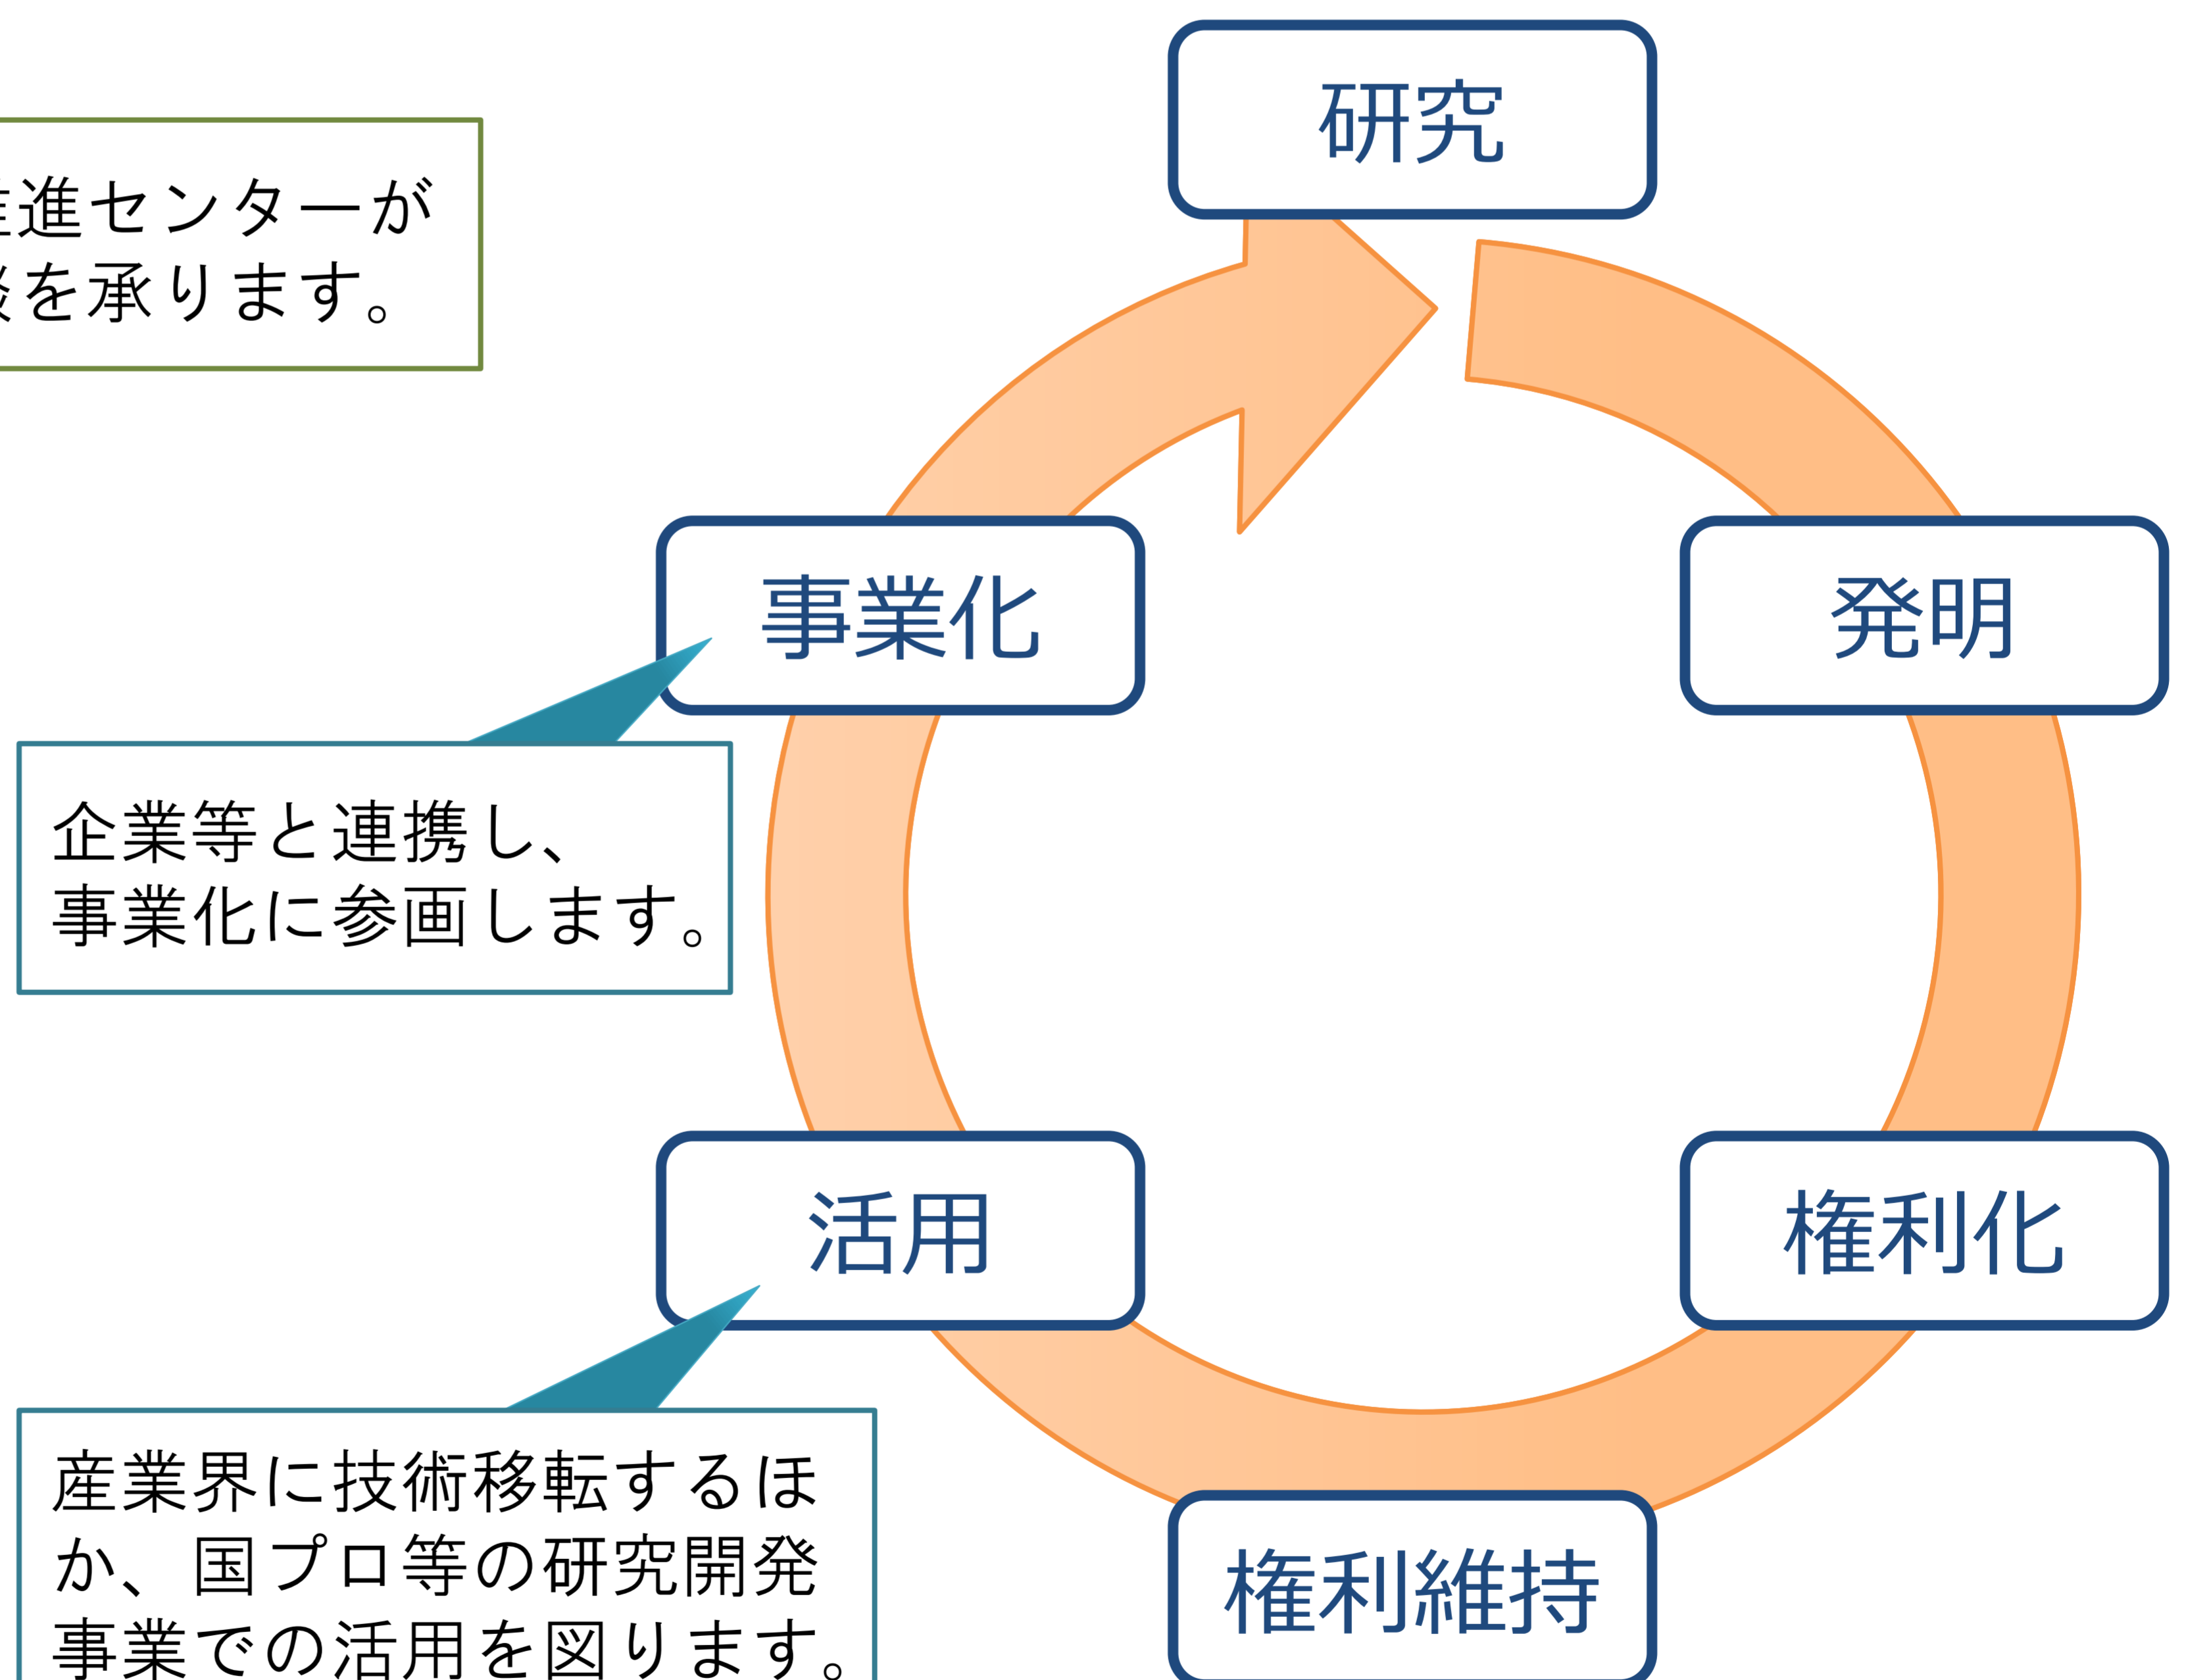 研究
進センターが
を承ります。
事業化
発明
企業等と連携し、
事業化に参画します。
活用
権利化
産業界に技術移転するほ
か、国プロ等の研究開発
事業での活用を図ります。
権利維持